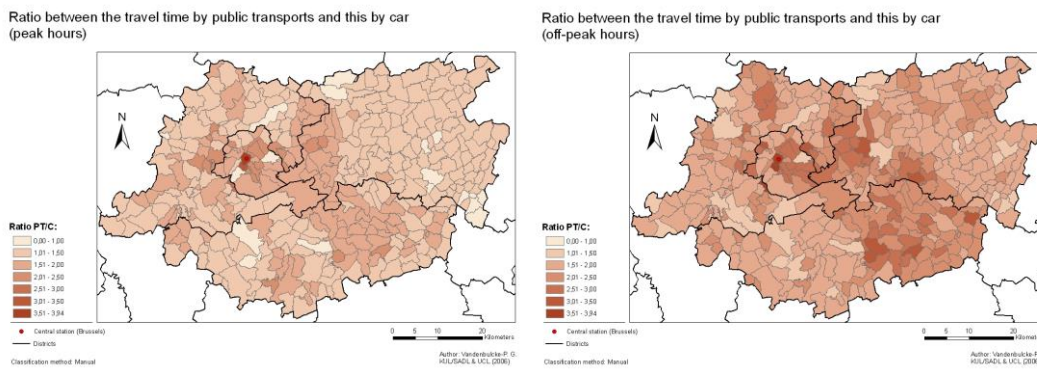 Ratio between the travel time by public transports and this by car
(peak hours)
N
Ratio PT/C:
0,00 - 1,00
1,01 - 1,50
1,51 - 2,00
2,01 - 2,50
2,51 - 3,00
3,01 - 3,50
3,51 - 3,94
Central station (Brussels)
Districts
Classification method: Manual
0 5 10 20
Kilometers
Author: Vandenbulcke-P. G.
KUL/SADL & UCL (2006)
Ratio between the travel time by public transports and this by car
(off-peak hours)
N
Ratio PT/C:
0,00 - 1,00
1,01 - 1,50
1,51 - 2,00
2,01 - 2,50
2,51 - 3,00
3,01 - 3,50
3,51 - 3,94
Central station (Brussels)
Districts
Classification method: Manual
0 5 10 20
Kilometers
Author: Vandenbulcke-P.
KUL/SADL & UCL (2006)